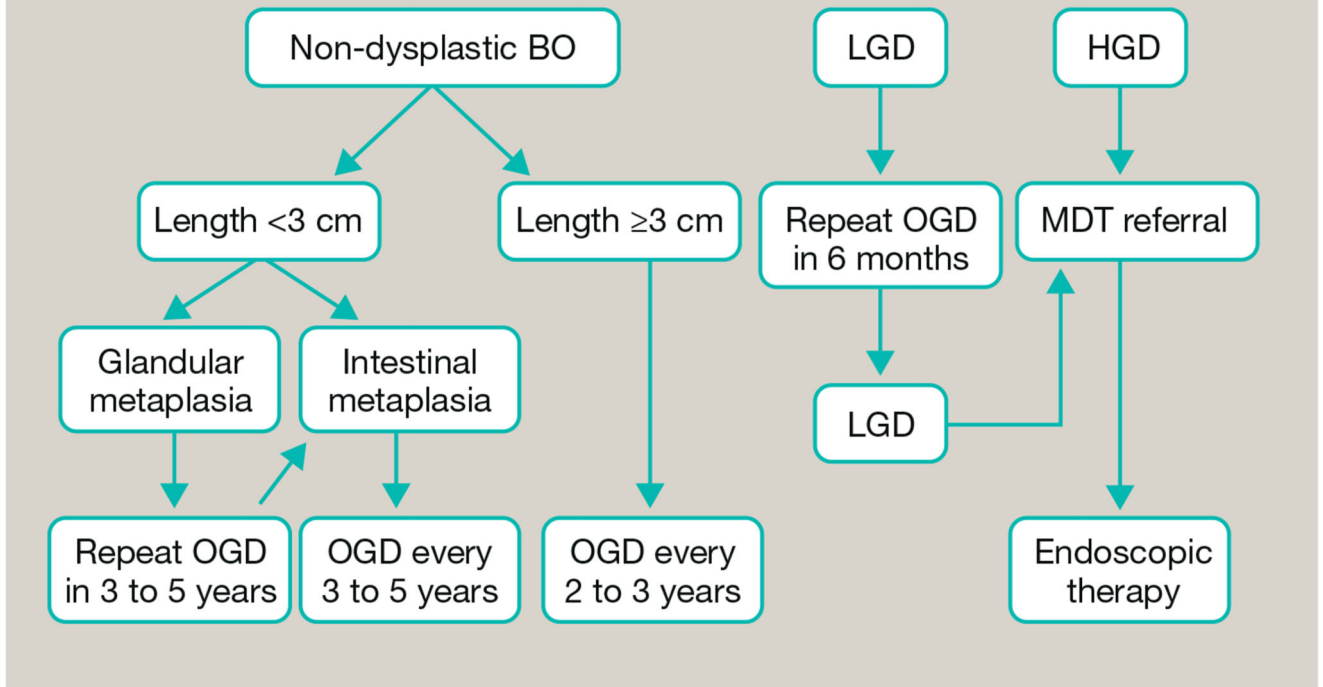 Non-dysplastic BO
LGD
HGD
Length <3 cm
Length ≥3 cm
Repeat OGD
in 6 months
MDT referral
Glandular
metaplasia
Intestinal
metaplasia
LGD
Repeat OGD
in 3 to 5 years
OGD every
3 to 5 years
OGD every
2 to 3 years
Endoscopic
therapy